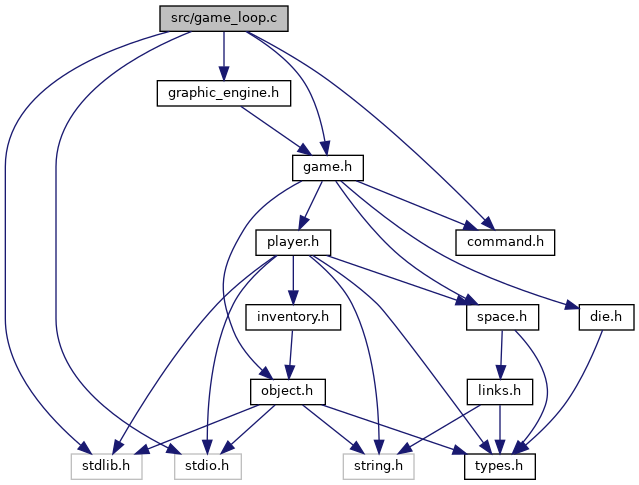 src/game_loop.c
graphic_engine.h
game.h
player.h
command.h
inventory.h
space.h
die.h
object.h
links.h
stdlib.h
stdio.h
string.h
types.h